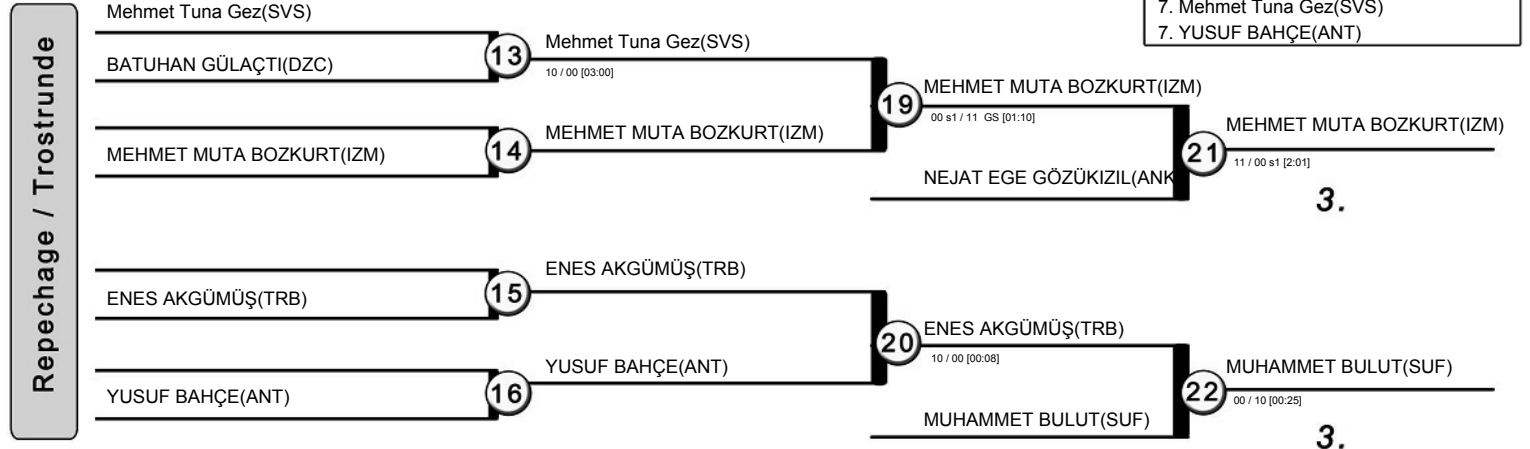 Repechage / Trostrunde
Mehmet Tuna Gez(SVS)
BATUHAN GÜLAÇTI(DZC)
13
Mehmet Tuna Gez(SVS)
10 / 00 [03:00]
MEHMET MUTA BOZKURT(IZM)
14
MEHMET MUTA BOZKURT(IZM)
19
MEHMET MUTA BOZKURT(IZM)
00 s1 / 11 GS [01:10]
NEJAT EGE GÖZÜKIZIL(ANK
21
MEHMET MUTA BOZKURT(IZM)
11 / 00 s1 [2:01]
3.
ENES AKGÜMÜŞ(TRB)
15
ENES AKGÜMÜŞ(TRB)
YUSUF BAHÇE(ANT)
16
YUSUF BAHÇE(ANT)
20
ENES AKGÜMÜŞ(TRB)
10 / 00 [00:08]
MUHAMMET BULUT(SUF)
22
MUHAMMET BULUT(SUF)
00 / 10 [00:25]
3.
7. Mehmet Tuna Gez(SVS)
7. YUSUF BAHÇE(ANT)